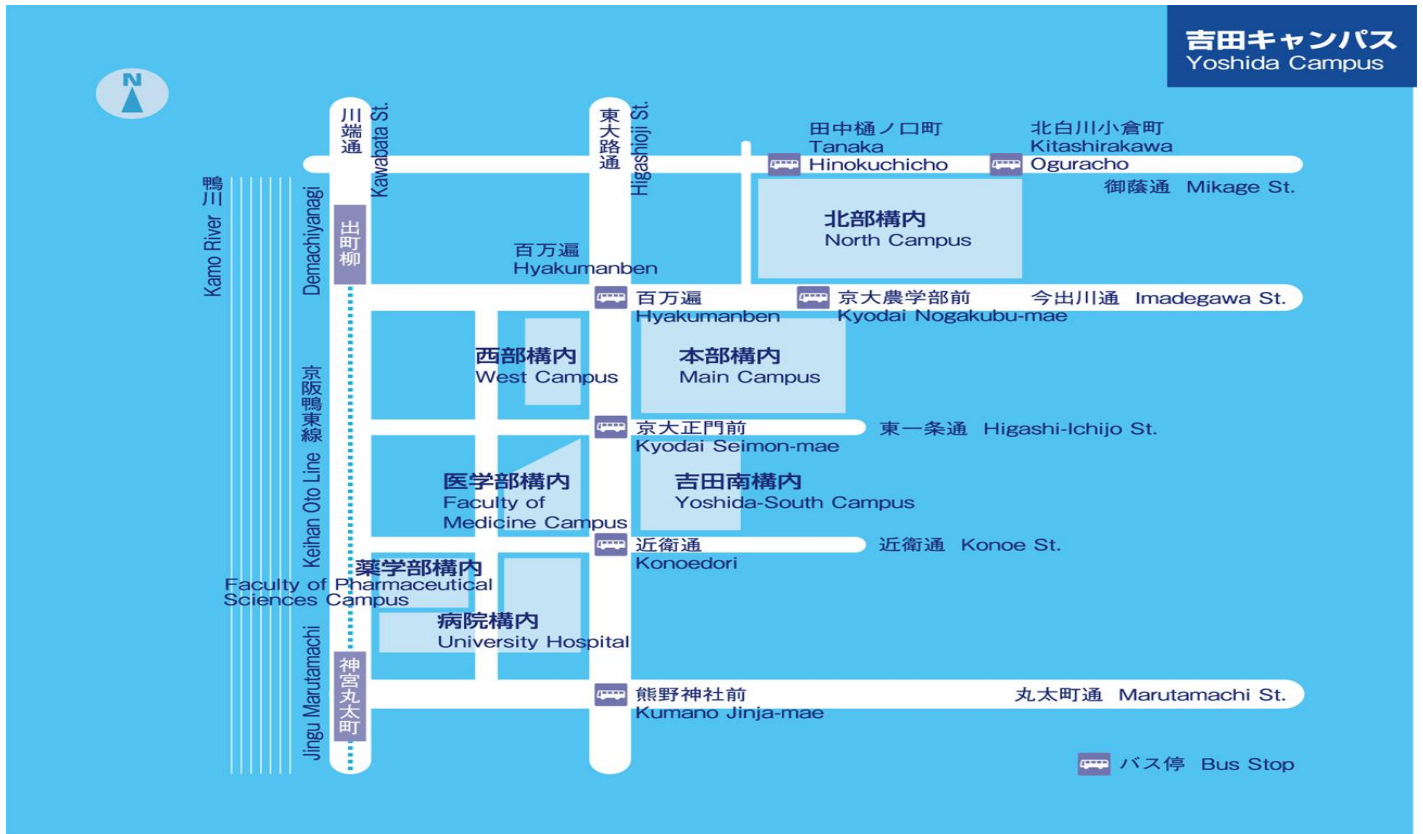 吉田キャンパス
Yoshida Campus
N
川端通
Kawabata St.
東大路通
Higashioji St.
田中樋ノ口町
Tanaka
Hinokuchicho
北白川小倉町
Kitashirakawa
Oguracho
御蔭通 Mikage St.
鴨川
Kamo River
出町柳
Demachiyanagi
北部構内
North Campus
百万遍
Hyakumanben
百万遍
Hyakumanben
京大農学部前
Kyodai Nogakubu-mae
今出川通 Imadegawa St.
西部構内
West Campus
本部構内
Main Campus
京阪鴨東線
Keihan Oto Line
京大正門前
Kyodai Seimon-mae
東一条通 Higashi-Ichijo St.
医学部構内
Faculty of
Medicine Campus
吉田南構内
Yoshida-South Campus
近衛通
Konoedori
近衛通 Konoe St.
薬学部構内
Faculty of Pharmaceutical
Sciences Campus
病院構内
University Hospital
神宮丸太町
Jingu Marutamachi
熊野神社前
Kumano Jinja-mae
丸太町通 Marutamachi St.
バス停 Bus Stop